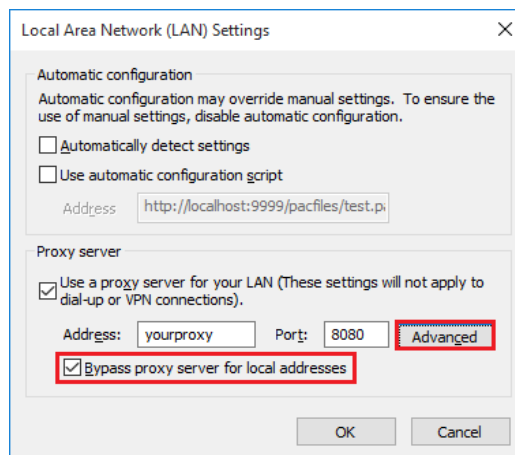 Local Area Network (LAN) Settings
Automatic configuration
Automatic configuration may override manual settings. To ensure the
use of manual settings, disable automatic configuration.
Automatically detect settings
Use automatic configuration script
Address http://localhost:9999/pacfiles/test.pa
Proxy server
Use a proxy server for your LAN (These settings will not apply to
dial-up or VPN connections).
Address: yourproxy Port: 8080 Advanced
Bypass proxy server for local addresses
OK Cancel